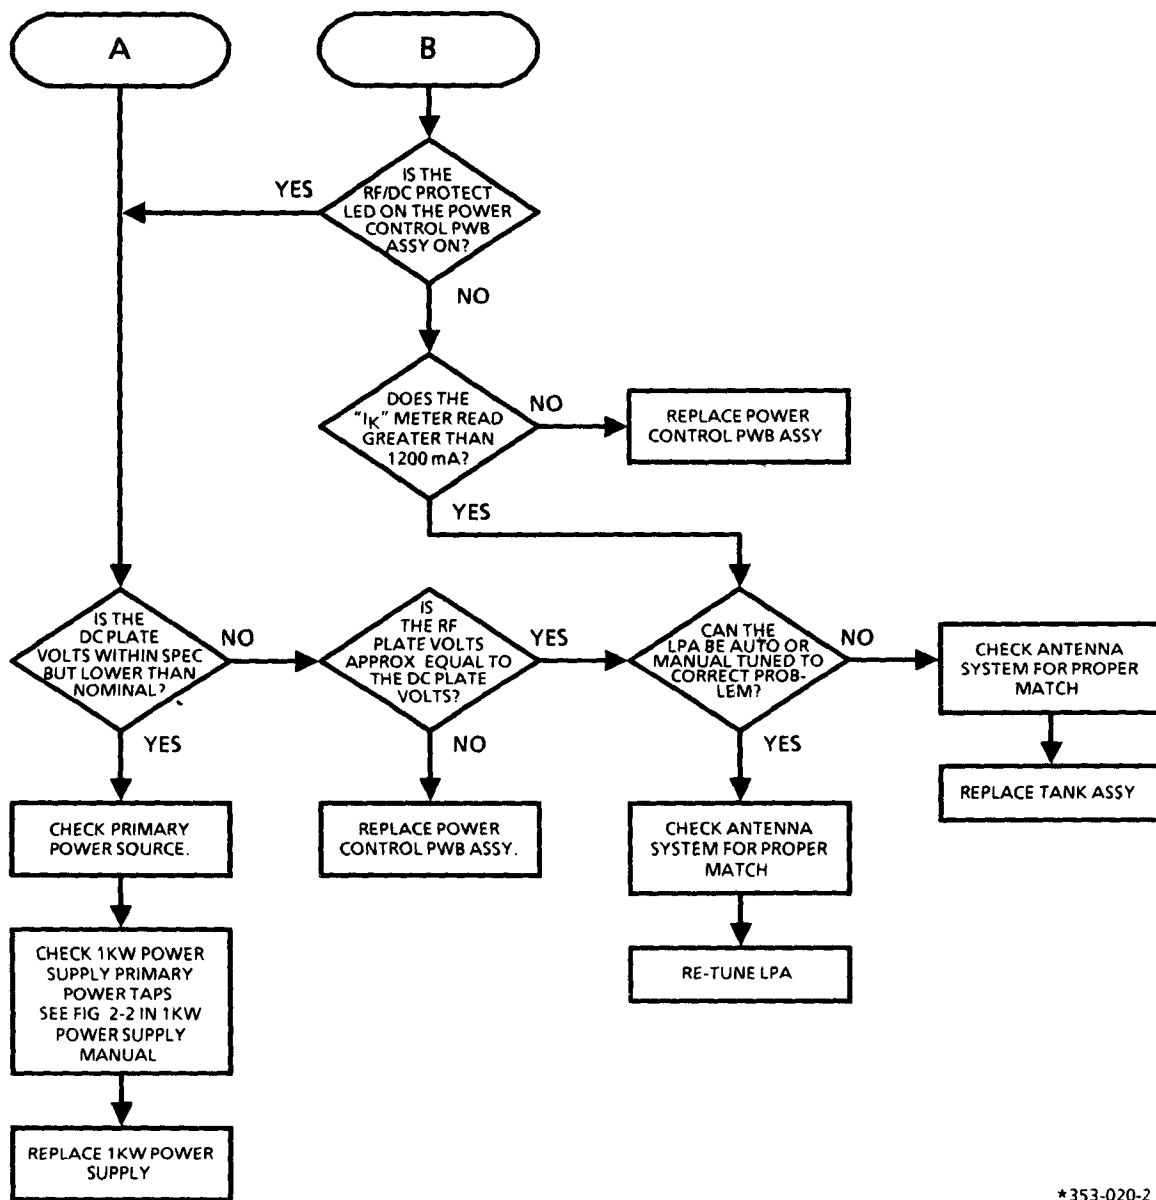 A
B
IS THE
RF/DC PROTECT
LED ON THE POWER
CONTROL PWB
ASSY ON?
YES
NO
DOES THE
"IK" METER READ
GREATER THAN
1200 mA?
NO
REPLACE POWER
CONTROL PWB ASSY
YES
IS THE
DC PLATE
VOLTS WITHIN SPEC
BUT LOWER THAN
NOMINAL?
NO
IS
THE RF
PLATE VOLTS
APPROX EQUAL TO
THE DC PLATE
VOLTS?
YES
CAN THE
LPA BE AUTO OR
MANUAL TUNED TO
CORRECT PROB-
LEM?
NO
CHECK ANTENNA
SYSTEM FOR PROPER
MATCH
REPLACE TANK ASSY
YES
CHECK PRIMARY
POWER SOURCE.
CHECK 1KW POWER
SUPPLY PRIMARY
POWER TAPS
SEE FIG 2-2 IN 1KW
POWER SUPPLY
MANUAL
REPLACE 1KW POWER
SUPPLY
NO
REPLACE POWER
CONTROL PWB ASSY.
YES
CHECK ANTENNA
SYSTEM FOR PROPER
MATCH
RE-TUNE LPA
*353-020-2